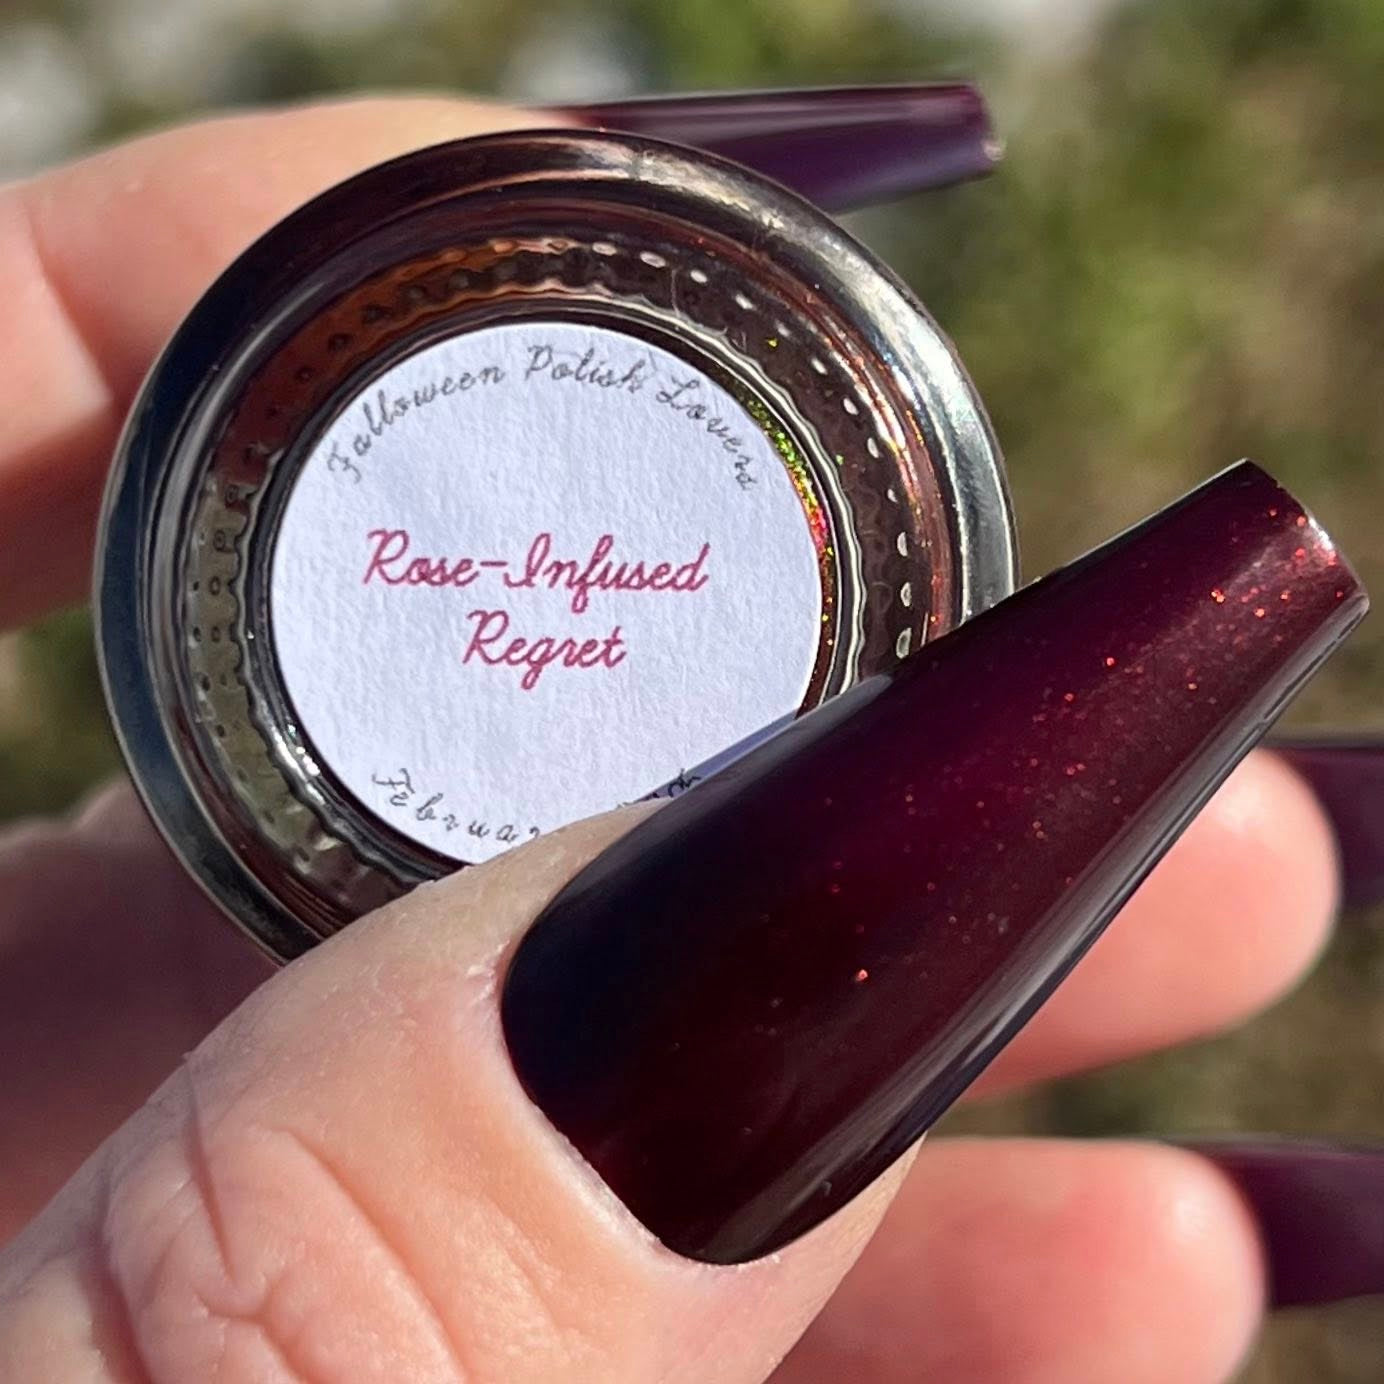 Falloween Polish Lovers
Rose-Infused
Regret